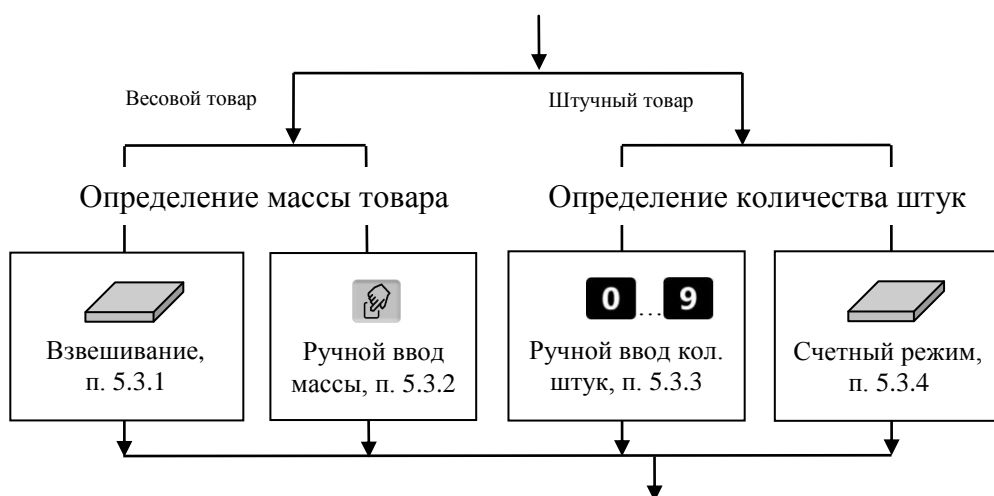 Весовой товар
Штучный товар
Определение массы товара
Определение количества штук
Взвешивание,
п. 5.3.1
Ручной ввод
массы, п. 5.3.2
0 ... 9
Ручной ввод кол.
штук, п. 5.3.3
Счетный режим,
п. 5.3.4